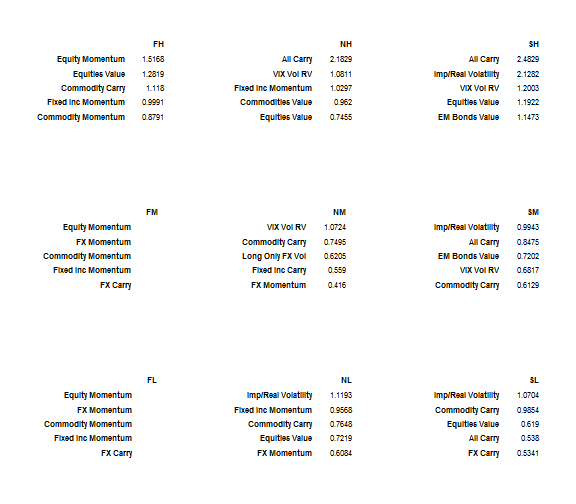 FH NH SH
Equity Momentum 1.5168 All Carry 2.1829 All Carry 2.4829
Equities Value 1.2819 VIX Vol RV 1.0811 Imp/Real Volatility 2.1282
Commodity Carry 1.118 Fixed Inc Momentum 1.0297 VIX Vol RV 1.2003
Fixed Inc Momentum 0.9991 Commodities Value 0.962 Equities Value 1.1922
Commodity Momentum 0.8791 Equities Value 0.7455 EM Bonds Value 1.1473
FM NM SM
Equity Momentum VIX Vol RV 1.0724 Imp/Real Volatility 0.9943
FX Momentum Commodity Carry 0.7495 All Carry 0.8475
Commodity Momentum Long Only FX Vol 0.6205 EM Bonds Value 0.7202
Fixed Inc Momentum Fixed Inc Carry 0.559 VIX Vol RV 0.6817
FX Carry FX Momentum 0.416 Commodity Carry 0.6129
FL NL SL
Equity Momentum Imp/Real Volatility 1.1193 Imp/Real Volatility 1.0704
FX Momentum Fixed Inc Momentum 0.9568 Commodity Carry 0.9854
Commodity Momentum Commodity Carry 0.7648 Equities Value 0.619
Fixed Inc Momentum Equities Value 0.7219 All Carry 0.538
FX Carry FX Momentum 0.6084 FX Carry 0.5341